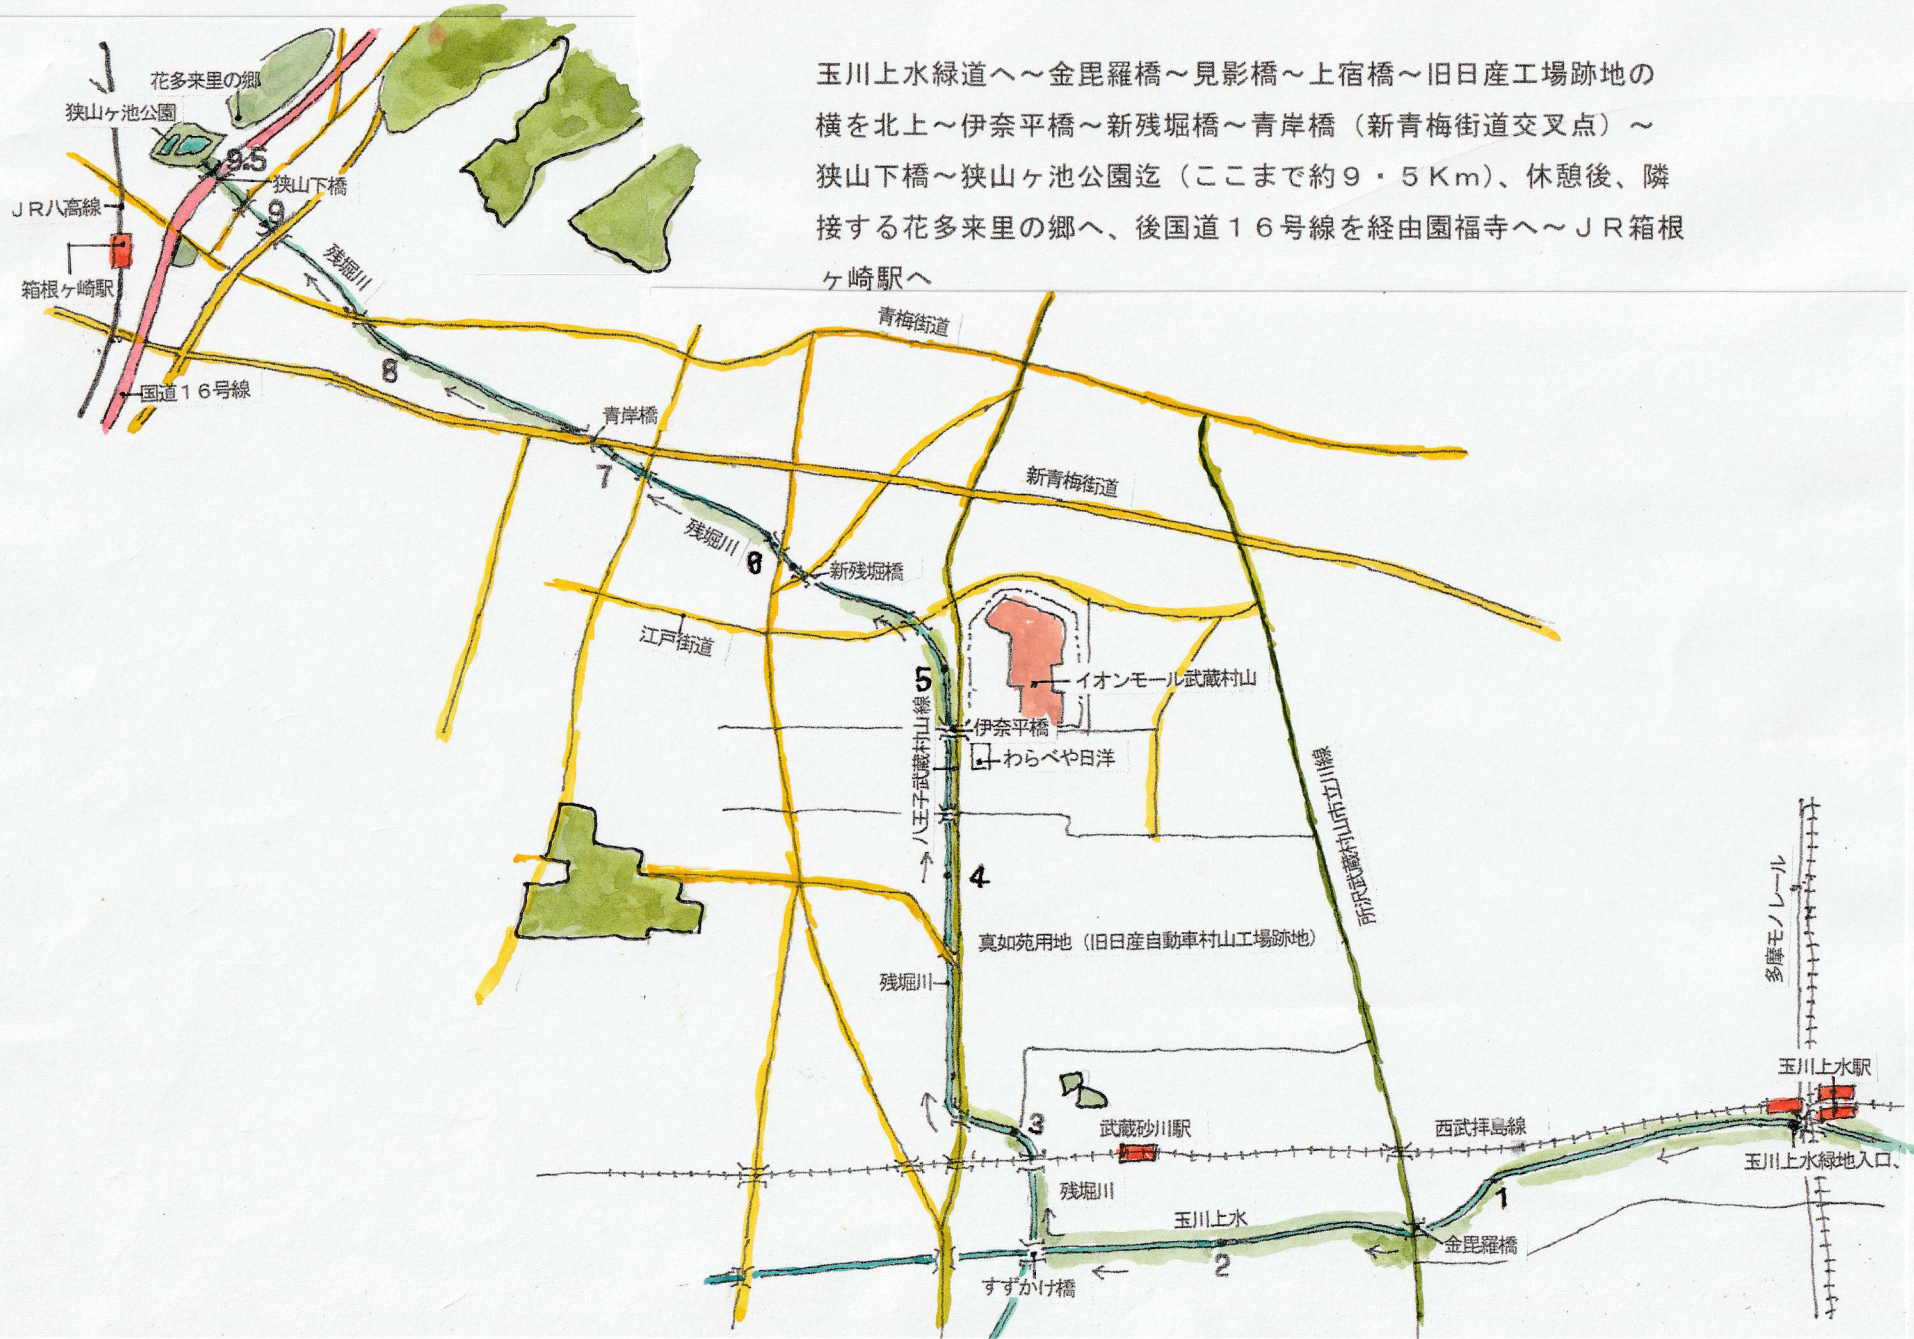 玉川上水緑道へ～金毘羅橋～見影橋～上宿橋～旧日産工場跡地の
横を北上～伊奈平橋～新残堀橋～青岸橋（新青梅街道交叉点）～
狭山下橋～狭山ヶ池公園迄（ここまで約９・５Ｋｍ）、休憩後、隣
接する花多来里の郷へ、後国道１６号線を経由園福寺へ～ＪＲ箱根
ヶ崎駅へ
花多来里の郷
狭山ヶ池公園
9.5
狭山下橋
ＪＲ八高線
9
残堀川
箱根ヶ崎駅
青梅街道
8
国道１６号線
青岸橋
7
新青梅街道
残堀川
6
新残堀橋
江戸街道
5
イオンモール武蔵村山
伊奈平橋
わらべや日洋
八王子武蔵村山線
所沢武蔵村山市立川線
4
多摩モノレール
真如苑用地（旧日産自動車村山工場跡地）
残堀川
玉川上水駅
3
武蔵砂川駅
西武拝島線
玉川上水緑地入口、
残堀川
1
玉川上水
金毘羅橋
2
すずかけ橋